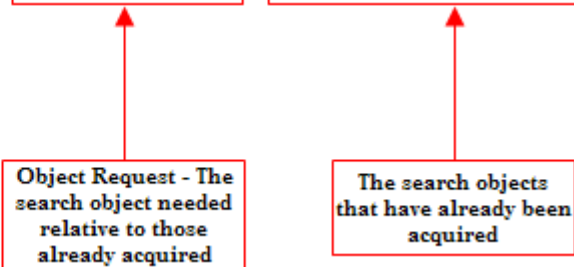 Object Request - The
search object needed
relative to those
already acquired
The search objects
that have already been
acquired